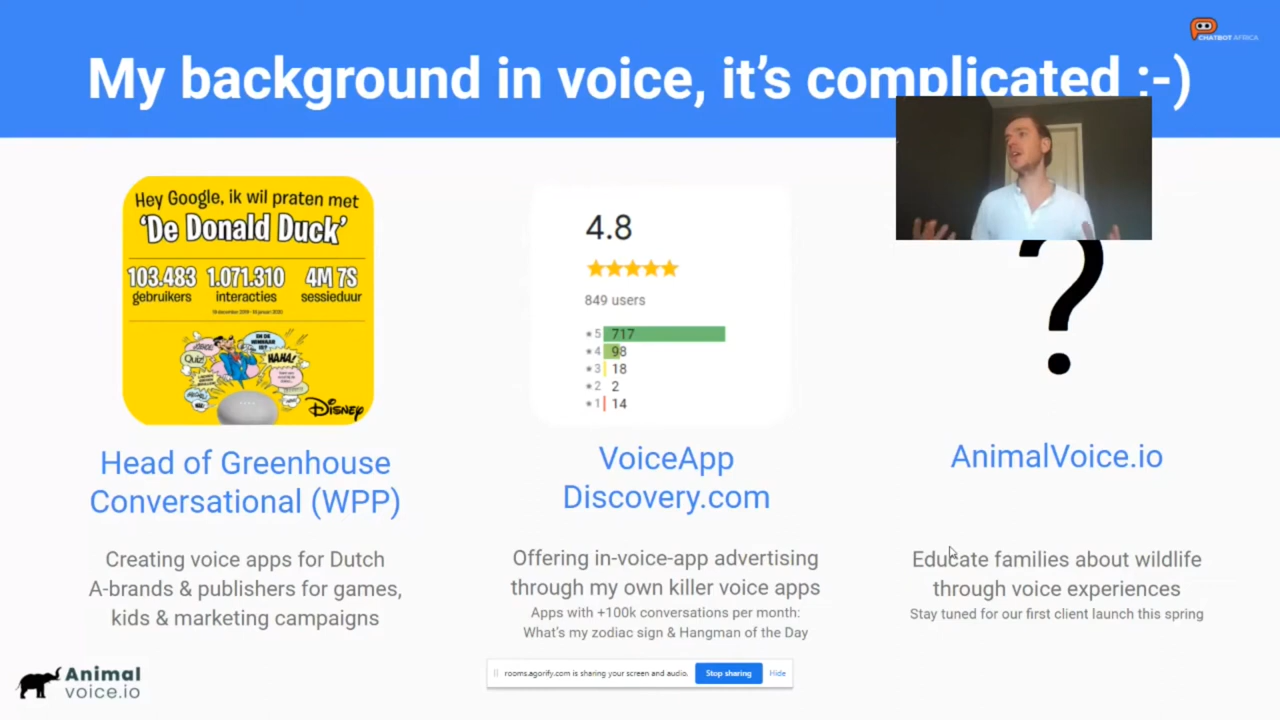 CHATBOT AFRICA
My background in voice, it's complicated :-)
Hey Google, ik wil praten met
'De Donald Duck'
103.483 1.071.310 4M 7S
gebruikers interacties sessieduur
Quiz!
HAHA!
Disney
4.8
849 users
★5 717
★4 98
★3 18
★2 2
★1 14
?
Head of Greenhouse
Conversational (WPP)
Creating voice apps for Dutch
A-brands & publishers for games,
kids & marketing campaigns
VoiceApp
Discovery.com
Offering in-voice-app advertising
through my own killer voice apps
Apps with +100k conversations per month:
What's my zodiac sign & Hangman of the Day
AnimalVoice.io
Educate families about wildlife
through voice experiences
Stay tuned for our first client launch this spring
Animal
voice.io
rooms.agorify.com is sharing your screen and audio. Stop sharing Hide